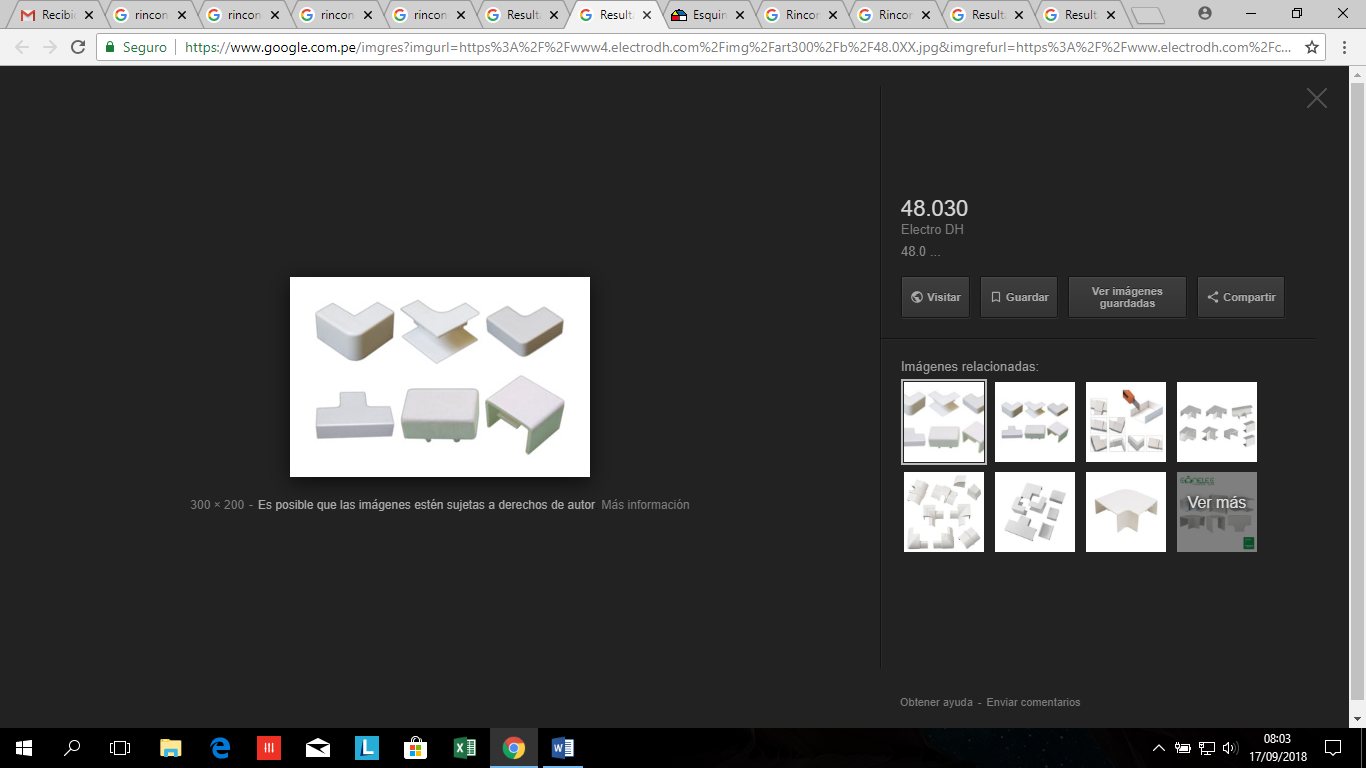 Recibi
rincon
rincon
rincon
rincon
Result
Result
Esquin
Rincor
Rincor
Result
Result
Seguro
https://www.google.com.pe/imgres?imgurl=https%3A%2F%2Fwww4.electrodh.com%2Fimg%2Fart300%2Fb%2F48.0XX.jpg&imgrefurl=https%3A%2F%2Fwww.electrodh.com%2Fc...
48.030
Electro DH
48.0 ...
Visitar
Guardar
Ver imágenes
guardadas
Compartir
Imágenes relacionadas:
Ver más
300 × 200 - Es posible que las imágenes estén sujetas a derechos de autor Más información
Obtener ayuda - Enviar comentarios
08:03
17/09/2018